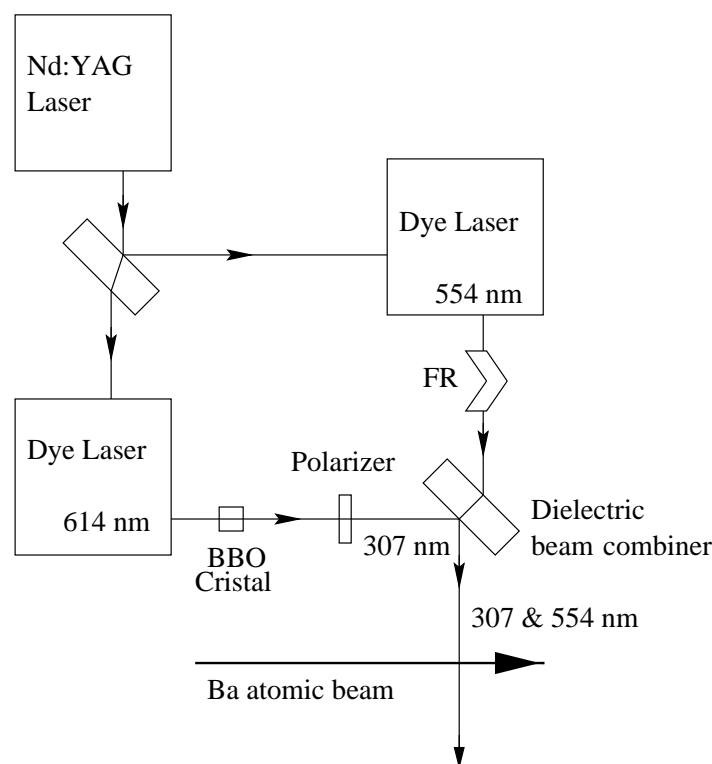 Nd:YAG
Laser
Dye Laser
554 nm
FR
Dye Laser
614 nm
Polarizer
BBO
Cristal
307 nm
Dielectric
beam combiner
307 & 554 nm
Ba atomic beam